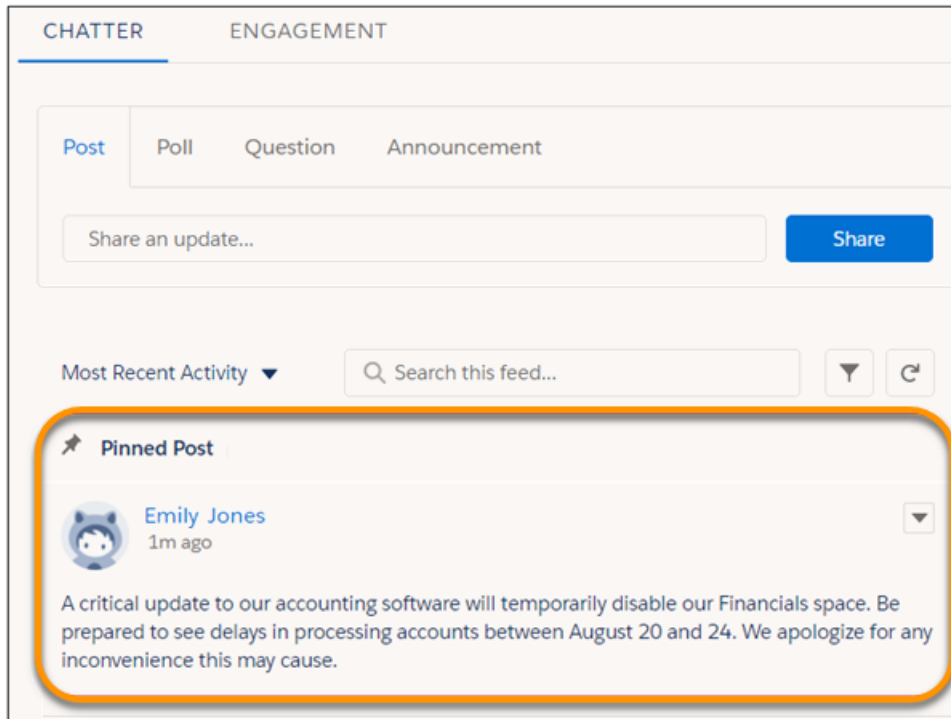 CHATTER ENGAGEMENT
Post Poll Question Announcement
Share an update... Share
Most Recent Activity Search this feed...
Pinned Post
Emily Jones
1m ago
A critical update to our accounting software will temporarily disable our Financials space. Be
prepared to see delays in processing accounts between August 20 and 24. We apologize for any
inconvenience this may cause.